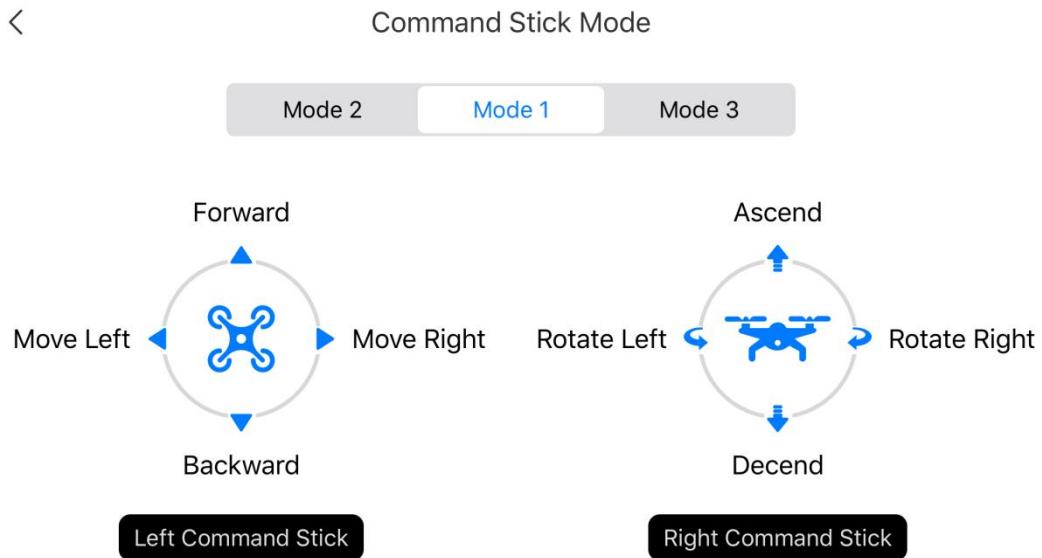 Command Stick Mode
Mode 2 Mode 1 Mode 3
Forward
Move Left Move Right
Backward
Left Command Stick
Ascend
Rotate Left Rotate Right
Decend
Right Command Stick